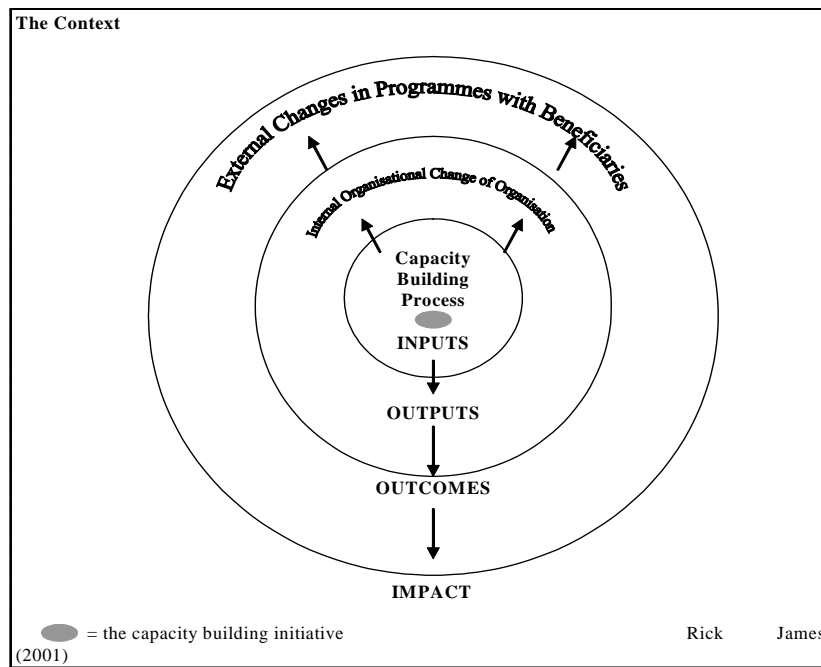 The Context
External Changes in Programmes with Beneficiaries
Internal Organisational Change of Organisation
Capacity
Building
Process
INPUTS
OUTPUTS
OUTCOMES
IMPACT
= the capacity building initiative Rick James
(2001)